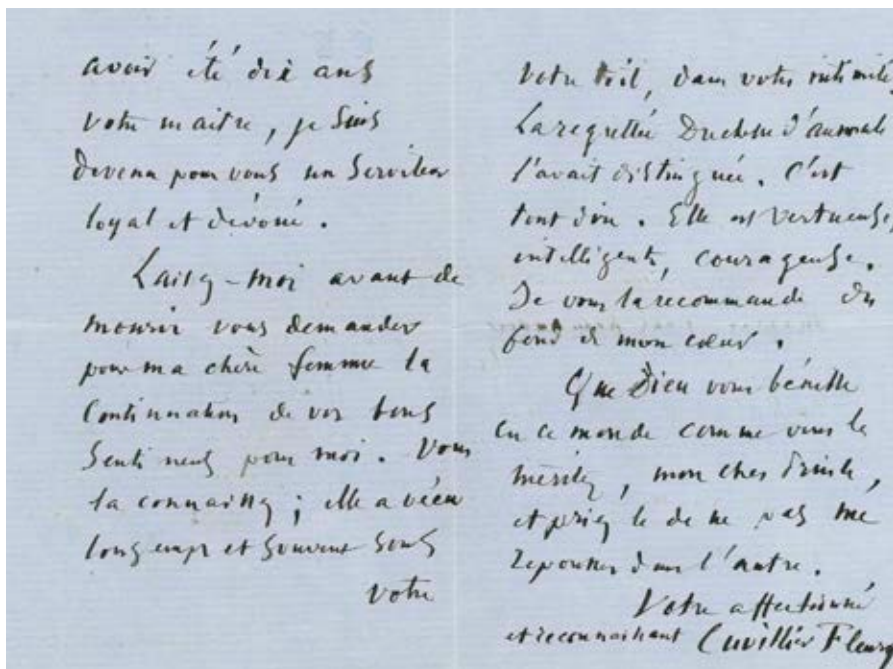 avoir été dix ans
votre maitre, je suis
devenu pour vous un serviteur
loyal et dévoué.
Laissez-moi avant de
mourir vous demander
pour ma chère femme la
continuation de vos bons
sentimens pour moi. Vous
la connaissez ; elle a vécu
longtemps et souvent sous
votre
votre toit, dans votre intimité,
La regrettée Duchesse d'aumale
l'avait distinguée. C'est
tout dire. Elle est vertueuse,
intelligente, courageuse.
Je vous la recommande du
fond de mon cœur.
Que Dieu vous bénisse
en ce monde comme vous le
méritez, mon cher prince,
et priez le de ne pas me
repousser dans l'autre.
Votre affectionné
et reconnaissant Cuvillier Fleury